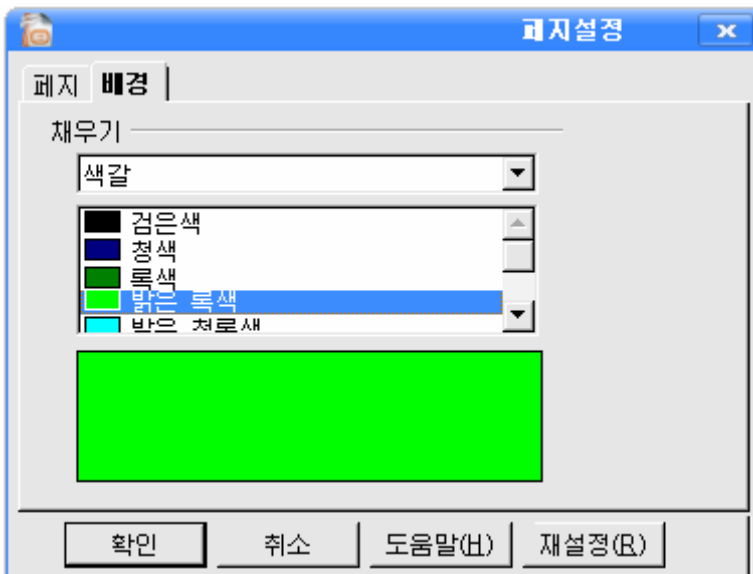 페지설정
페지 배경
채우기
색갈
검은색
청색
록색
밝은 록색
밝은 청록색
확인 취소 도움말(H) 재설정(R)